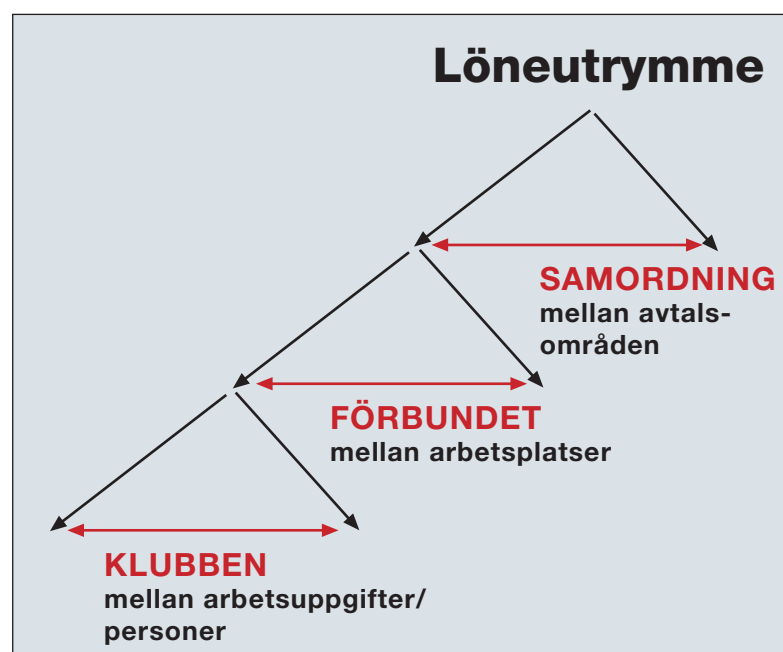 Löneutrymme
SAMORDNING
mellan avtals-
områden
FÖRBUNDET
mellan arbetsplatser
KLUBBEN
mellan arbetsuppgifter/
personer